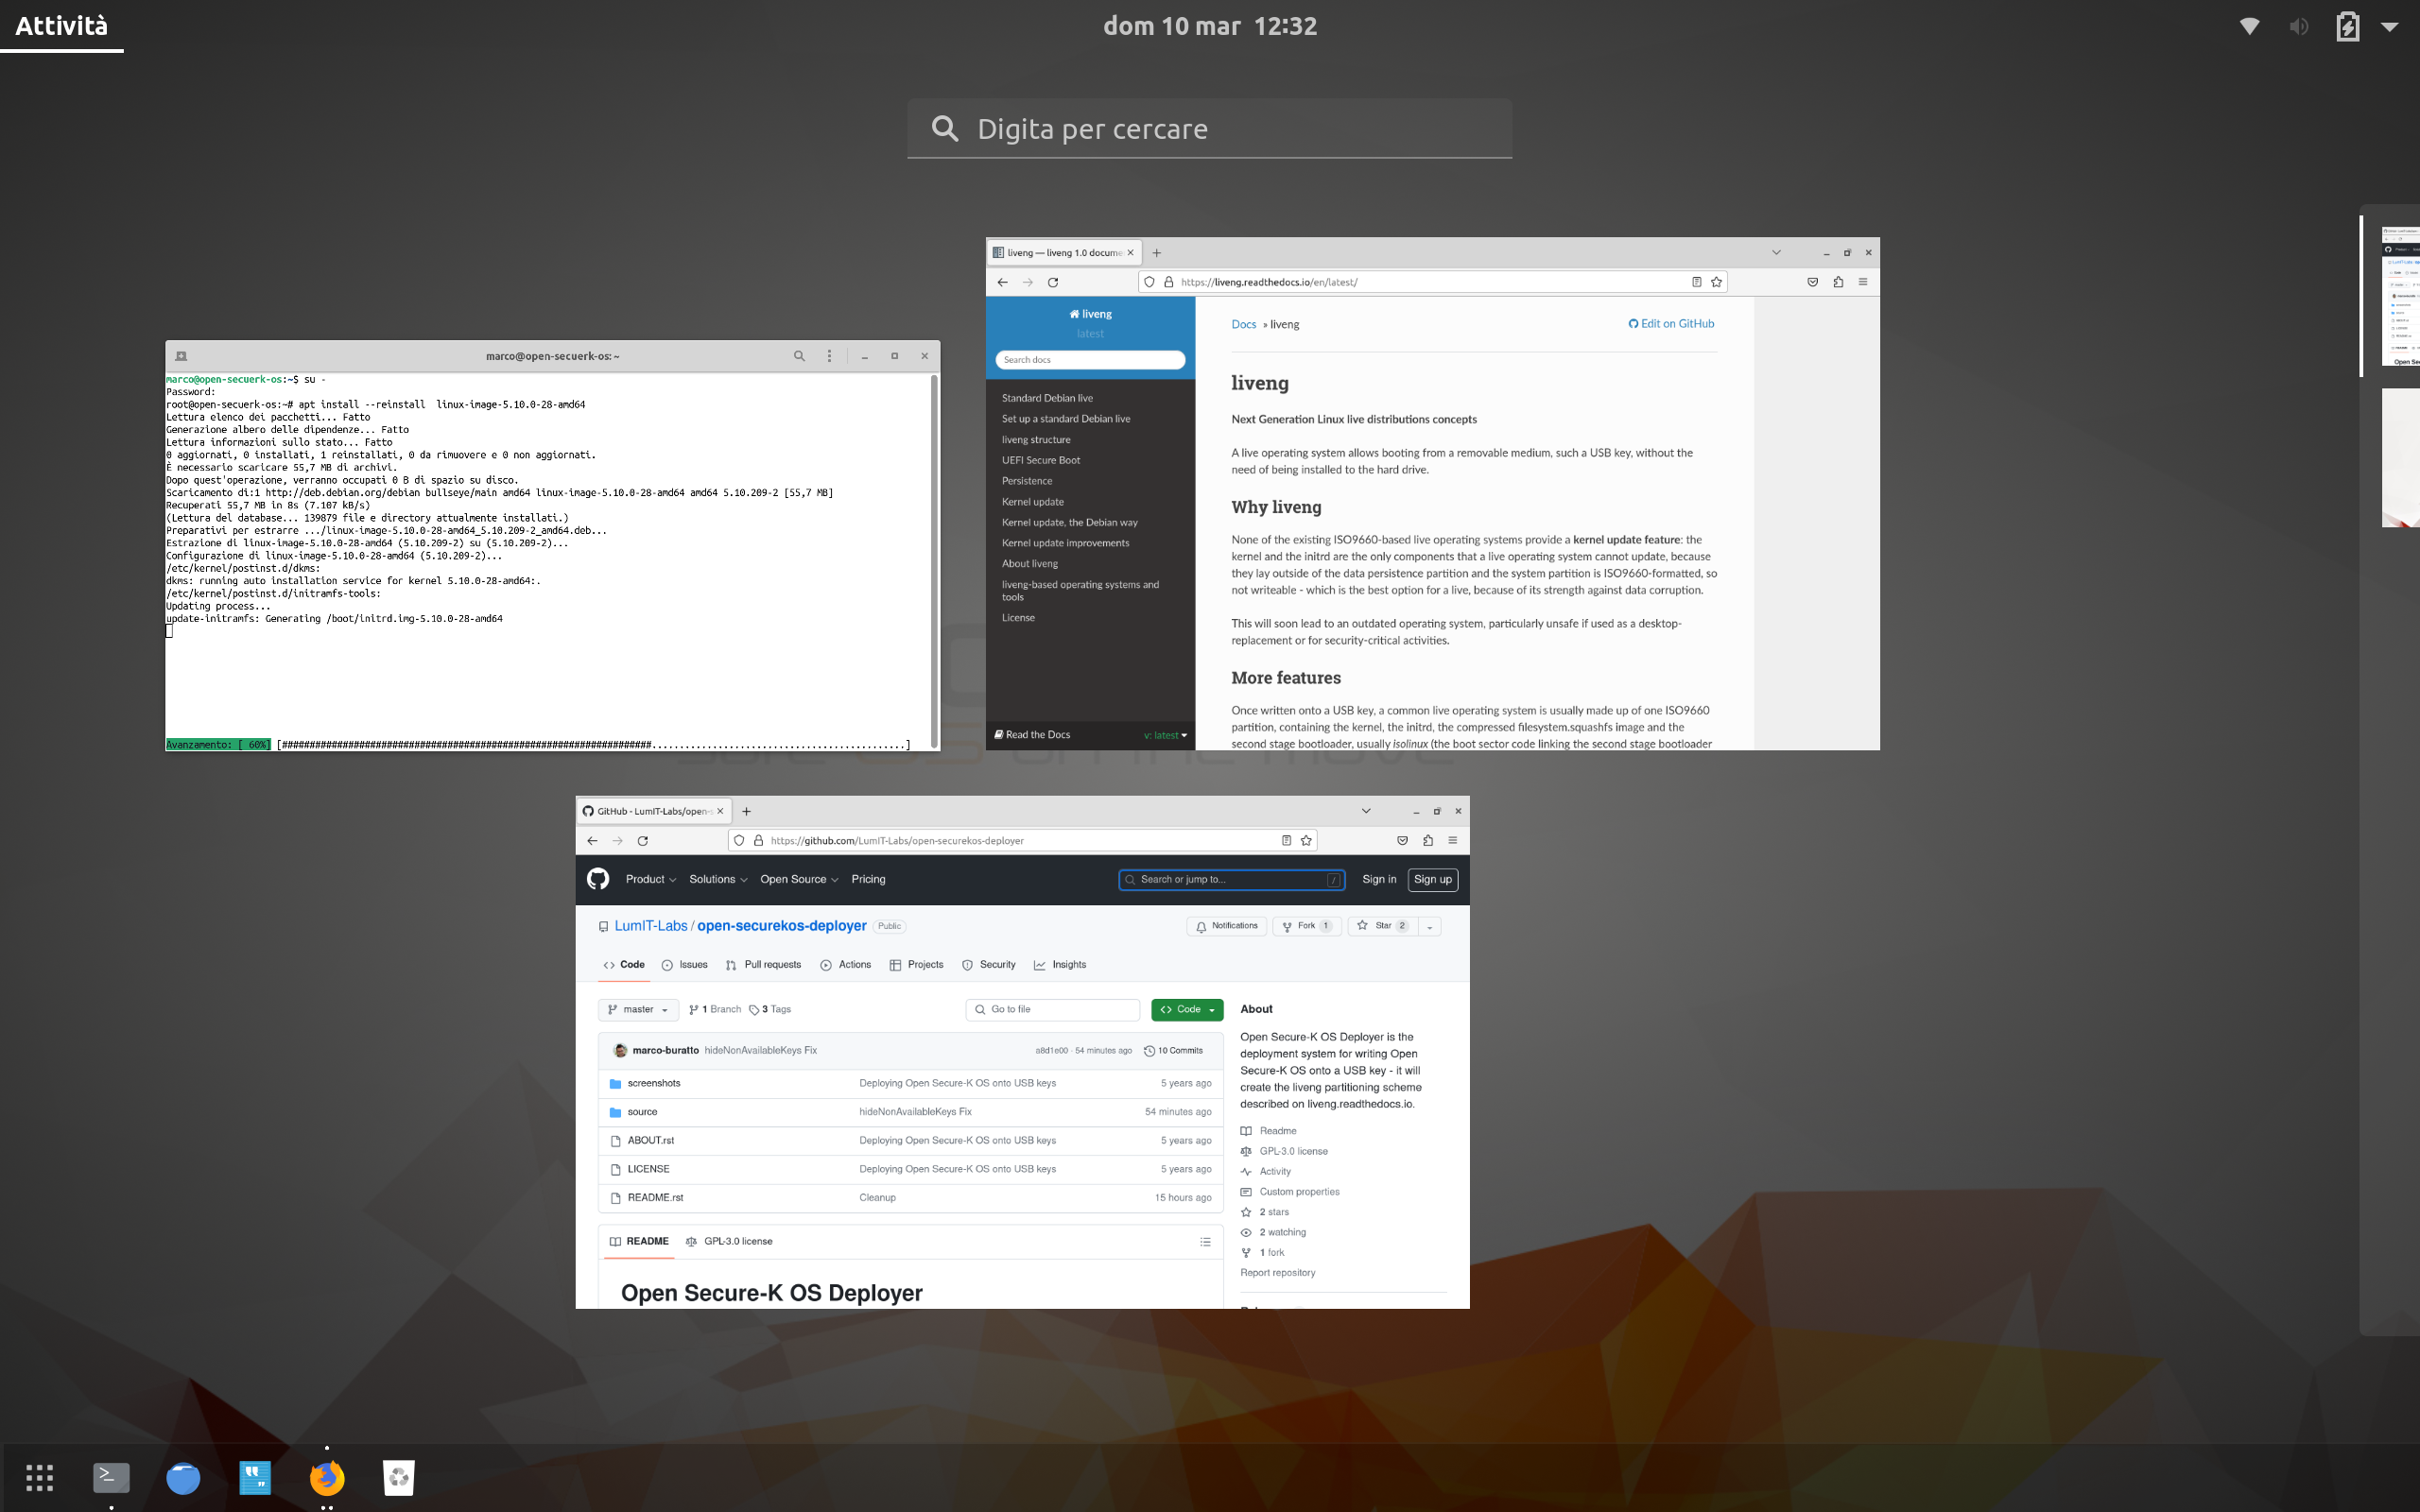 Attività
dom 10 mar 12:32
Digita per cercare
marco@open-secuerk-os: ~
marco@open-secuerk-os:~$ su -
Password:
root@open-secuerk-os:~# apt install --reinstall linux-image-5.10.0-28-amd64
Lettura elenco dei pacchetti... Fatto
Generazione albero delle dipendenze... Fatto
Lettura informazioni sullo stato... Fatto
0 aggiornati, 0 installati, 1 reinstallati, 0 da rimuovere e 0 non aggiornati.
È necessario scaricare 55,7 MB di archivi.
Dopo quest'operazione, verranno occupati 0 B di spazio su disco.
Scaricamento di:1 http://deb.debian.org/debian bullseye/main amd64 linux-image-5.10.0-28-amd64 amd64 5.10.209-2 [55,7 MB]
Recuperati 55,7 MB in 8s (7.107 kB/s)
(Lettura del database... 139879 file e directory attualmente installati.)
Preparativi per estrarre .../linux-image-5.10.0-28-amd64_5.10.209-2_amd64.deb...
Estrazione di linux-image-5.10.0-28-amd64 (5.10.209-2) su (5.10.209-2)...
Configurazione di linux-image-5.10.0-28-amd64 (5.10.209-2)...
/etc/kernel/postinst.d/dkms:
dkms: running auto installation service for kernel 5.10.0-28-amd64:.
/etc/kernel/postinst.d/initramfs-tools:
Updating process...
update-initramfs: Generating /boot/initrd.img-5.10.0-28-amd64
Avanzamento: [ 60%] [###################################################################..............................................]
liveng — liveng 1.0 docume
https://liveng.readthedocs.io/en/latest/
liveng
latest
Search docs
Standard Debian live
Set up a standard Debian live
liveng structure
UEFI Secure Boot
Persistence
Kernel update
Kernel update, the Debian way
Kernel update improvements
About liveng
liveng-based operating systems and
tools
License
Read the Docs
v: latest
Docs » liveng
Edit on GitHub
liveng
Next Generation Linux live distributions concepts
A live operating system allows booting from a removable medium, such a USB key, without the
need of being installed to the hard drive.
Why liveng
None of the existing ISO9660-based live operating systems provide a kernel update feature: the
kernel and the initrd are the only components that a live operating system cannot update, because
they lay outside of the data persistence partition and the system partition is ISO9660-formatted, so
not writeable - which is the best option for a live, because of its strength against data corruption.
This will soon lead to an outdated operating system, particularly unsafe if used as a desktop-
replacement or for security-critical activities.
More features
Once written onto a USB key, a common live operating system is usually made up of one ISO9660
partition, containing the kernel, the initrd, the compressed filesystem.squashfs image and the
second stage bootloader, usually isolinux (the boot sector code linking the second stage bootloader
GitHub - LumIT-Labs/open-s
https://github.com/LumIT-Labs/open-securekos-deployer
Product Solutions Open Source Pricing
Search or jump to... /
Sign in Sign up
LumIT-Labs / open-securekos-deployer Public
Notifications Fork 1 Star 2
Code Issues Pull requests Actions Projects Security Insights
master 1 Branch 3 Tags
Go to file
Code
marco-buratto hideNonAvailableKeys Fix a8d1e00 · 54 minutes ago 10 Commits
screenshots Deploying Open Secure-K OS onto USB keys 5 years ago
source hideNonAvailableKeys Fix 54 minutes ago
ABOUT.rst Deploying Open Secure-K OS onto USB keys 5 years ago
LICENSE Deploying Open Secure-K OS onto USB keys 5 years ago
README.rst Cleanup 15 hours ago
README GPL-3.0 license
Open Secure-K OS Deployer
About
Open Secure-K OS Deployer is the
deployment system for writing Open
Secure-K OS onto a USB key - it will
create the liveng partitioning scheme
described on liveng.readthedocs.io.
Readme
GPL-3.0 license
Activity
Custom properties
2 stars
2 watching
1 fork
Report repository